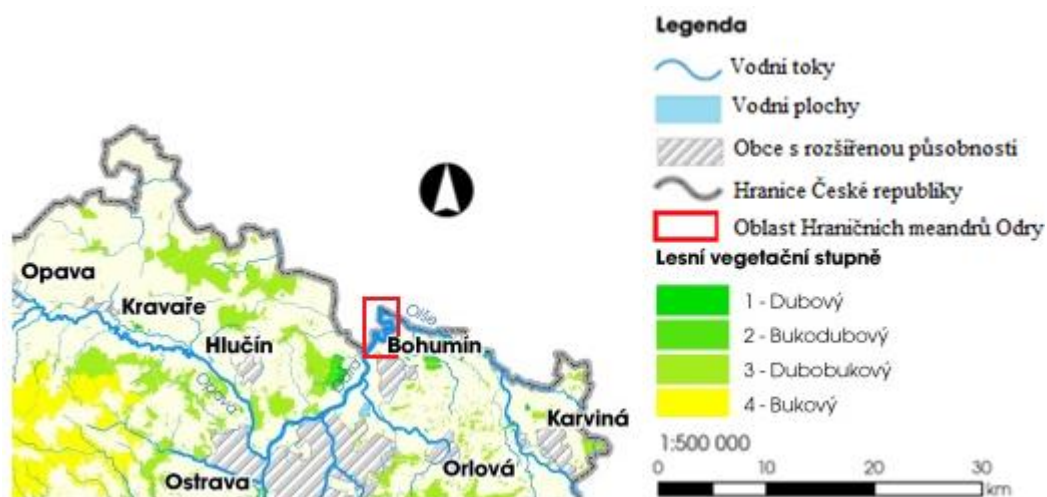 Legenda
Vodní toky
Vodní plochy
Obce s rozšířenou působností
Hranice České republiky
Oblast Hraničních meandrů Odry
Lesní vegetační stupně
1 - Dubový
2 - Bukodubový
3 - Dubobukový
4 - Bukový
1:500 000
0 10 20 30
km
Opava
Kravaře
Hlučín
Opava
Odra
Olše
Bohumín
Karviná
Orlová
Ostrava